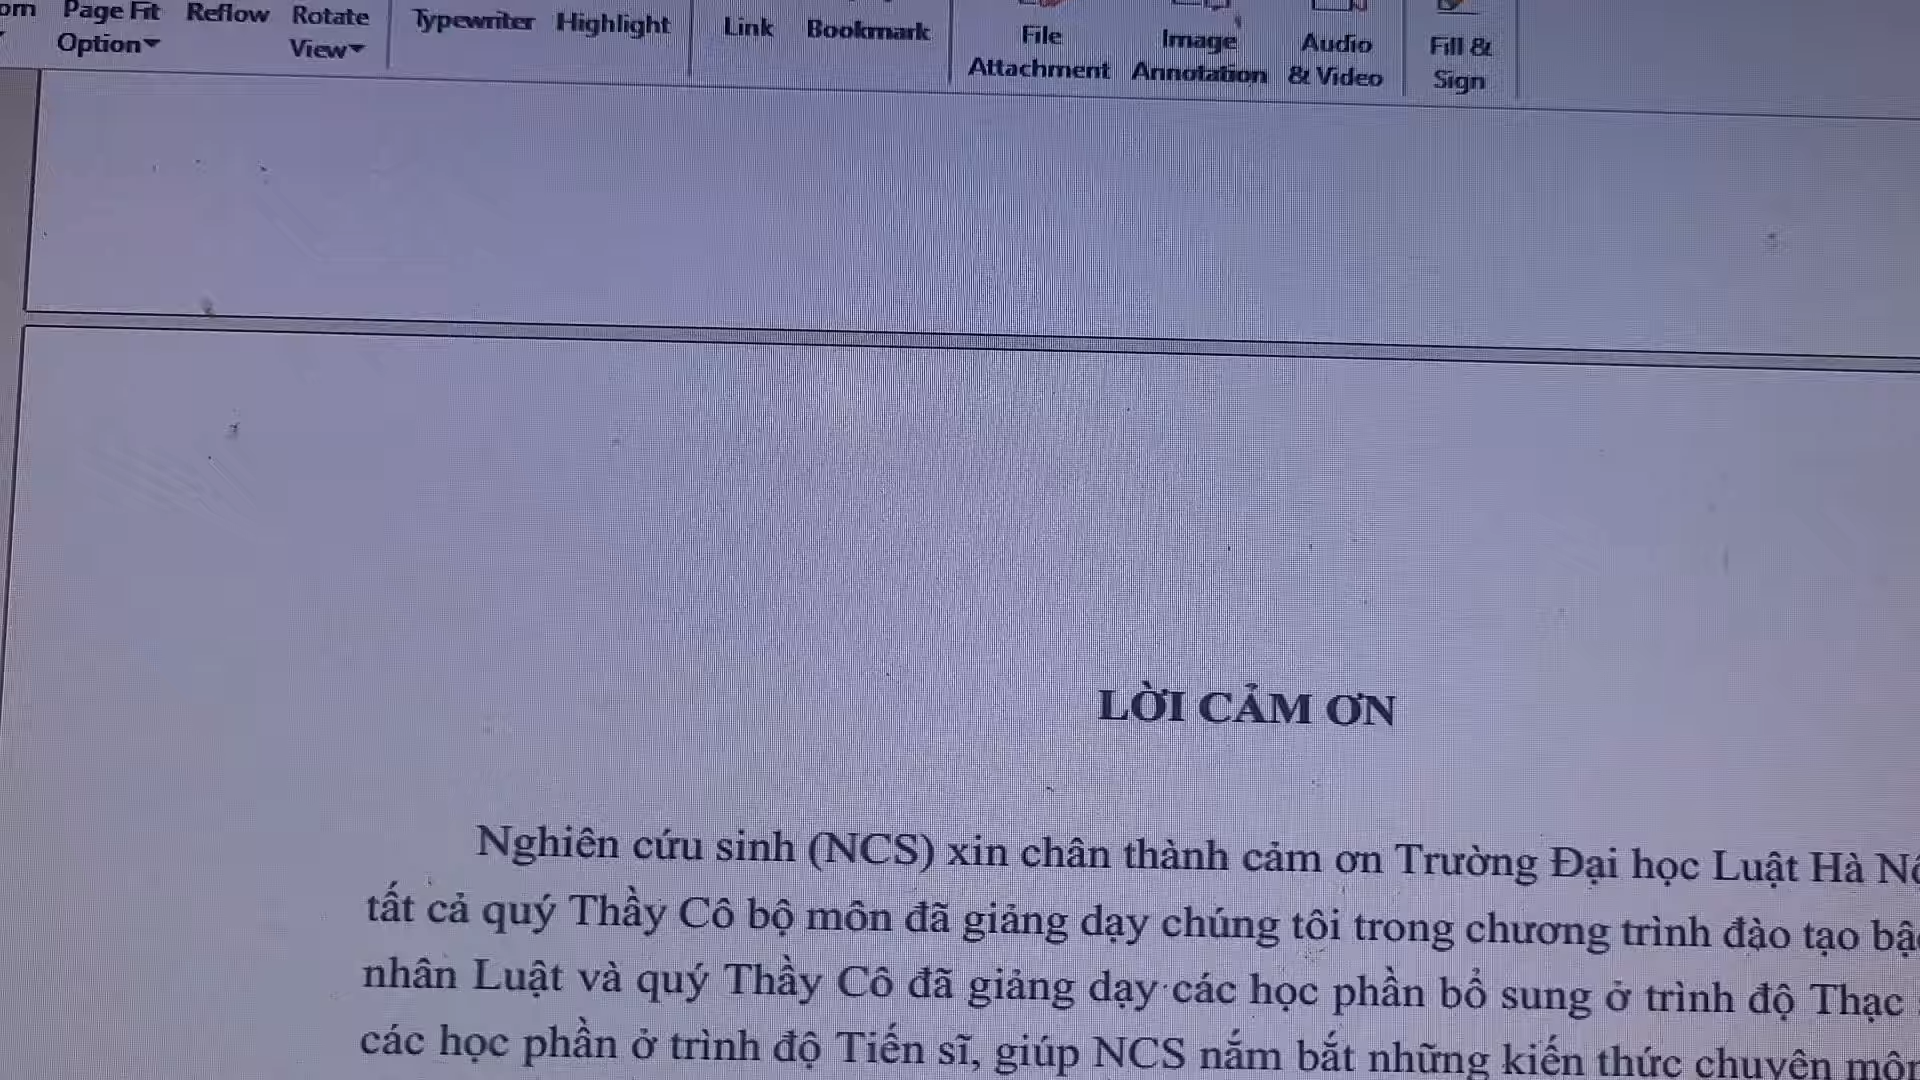 Page Fit Reflow Rotate Typewriter Highlight Link Bookmark File Image Audio Fill &
Option View Attachment Annotation & Video Sign
LỜI CẢM ƠN
Nghiên cứu sinh (NCS) xin chân thành cảm ơn Trường Đại học Luật Hà
tất cả quý Thầy Cô bộ môn đã giảng dạy chúng tôi trong chương trình đào tạo
nhân Luật và quý Thầy Cô đã giảng dạy các học phần bổ sung ở trình độ Thạc
các học phần ở trình độ Tiến sĩ, giúp NCS nắm bắt những kiến thức chuyên môn